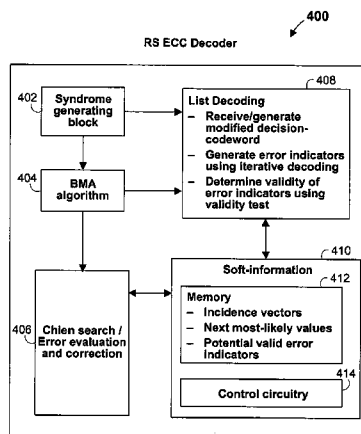 400
RS ECC Decoder
402
Syndrome
generating
block
404
BMA
algorithm
406
Chien search /
Error evaluation
and correction
408
List Decoding
– Receive/generate
modified decision-
codeword
– Generate error indicators
using iterative decoding
– Determine validity of
error indicators using
validity test
410
Soft-information
412
Memory
– Incidence vectors
– Next most-likely values
– Potential valid error
indicators
414
Control circuitry